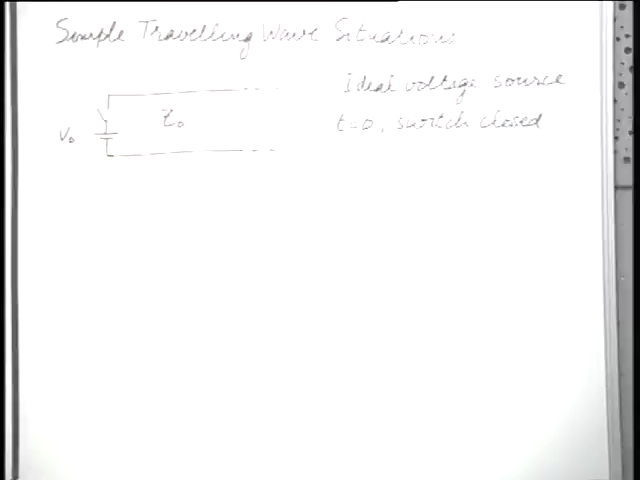 Simple Travelling Wave Situations
Ideal voltage source
t=0, switch closed
V₀
Z₀